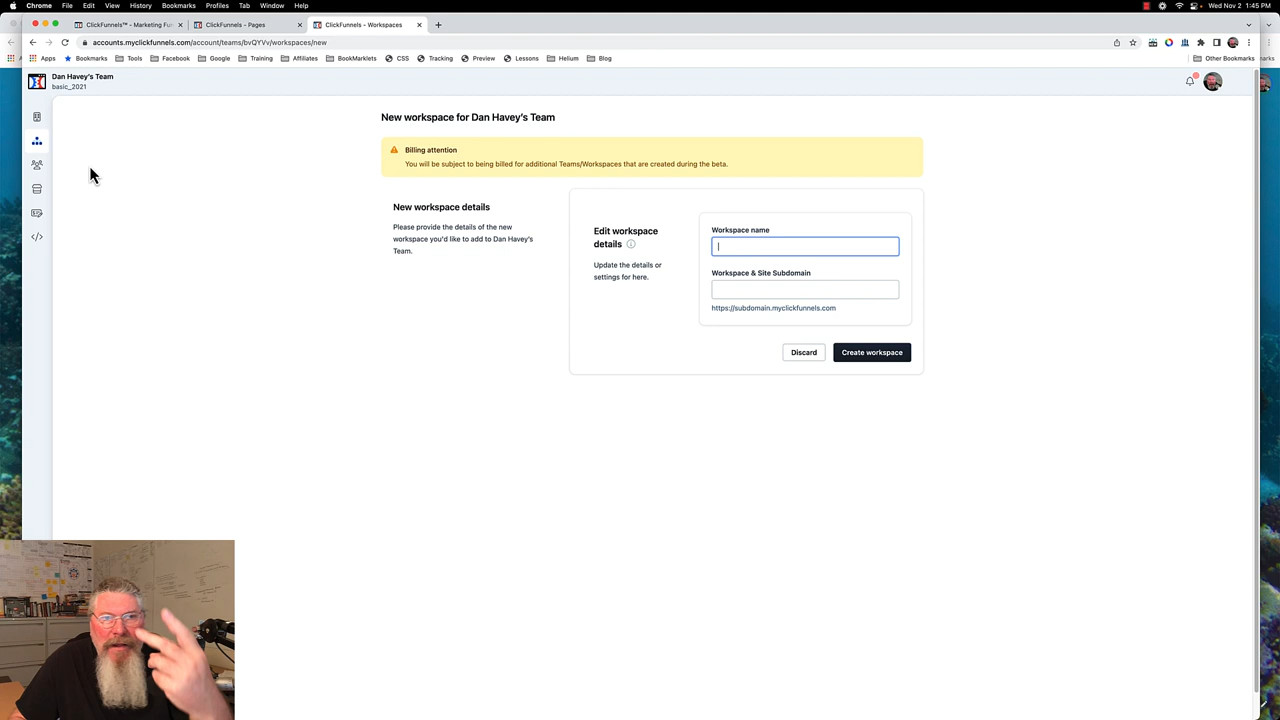 Chrome File Edit View History Bookmarks Profiles Tab Window Help
Wed Nov 2 1:45 PM
ClickFunnels™ - Marketing Fun
ClickFunnels - Pages
ClickFunnels - Workspaces
accounts.myclickfunnels.com/account/teams/bvQYVv/workspaces/new
Apps Bookmarks Tools Facebook Google Training Affiliates BookMarklets CSS Tracking Preview Lessons Helium Blog Other Bookmarks
Dan Havey's Team
basic_2021
New workspace for Dan Havey's Team
Billing attention
You will be subject to being billed for additional Teams/Workspaces that are created during the beta.
New workspace details
Please provide the details of the new
workspace you'd like to add to Dan Havey's
Team.
Edit workspace
details
Update the details or
settings for here.
Workspace name
Workspace & Site Subdomain
https://subdomain.myclickfunnels.com
Discard
Create workspace